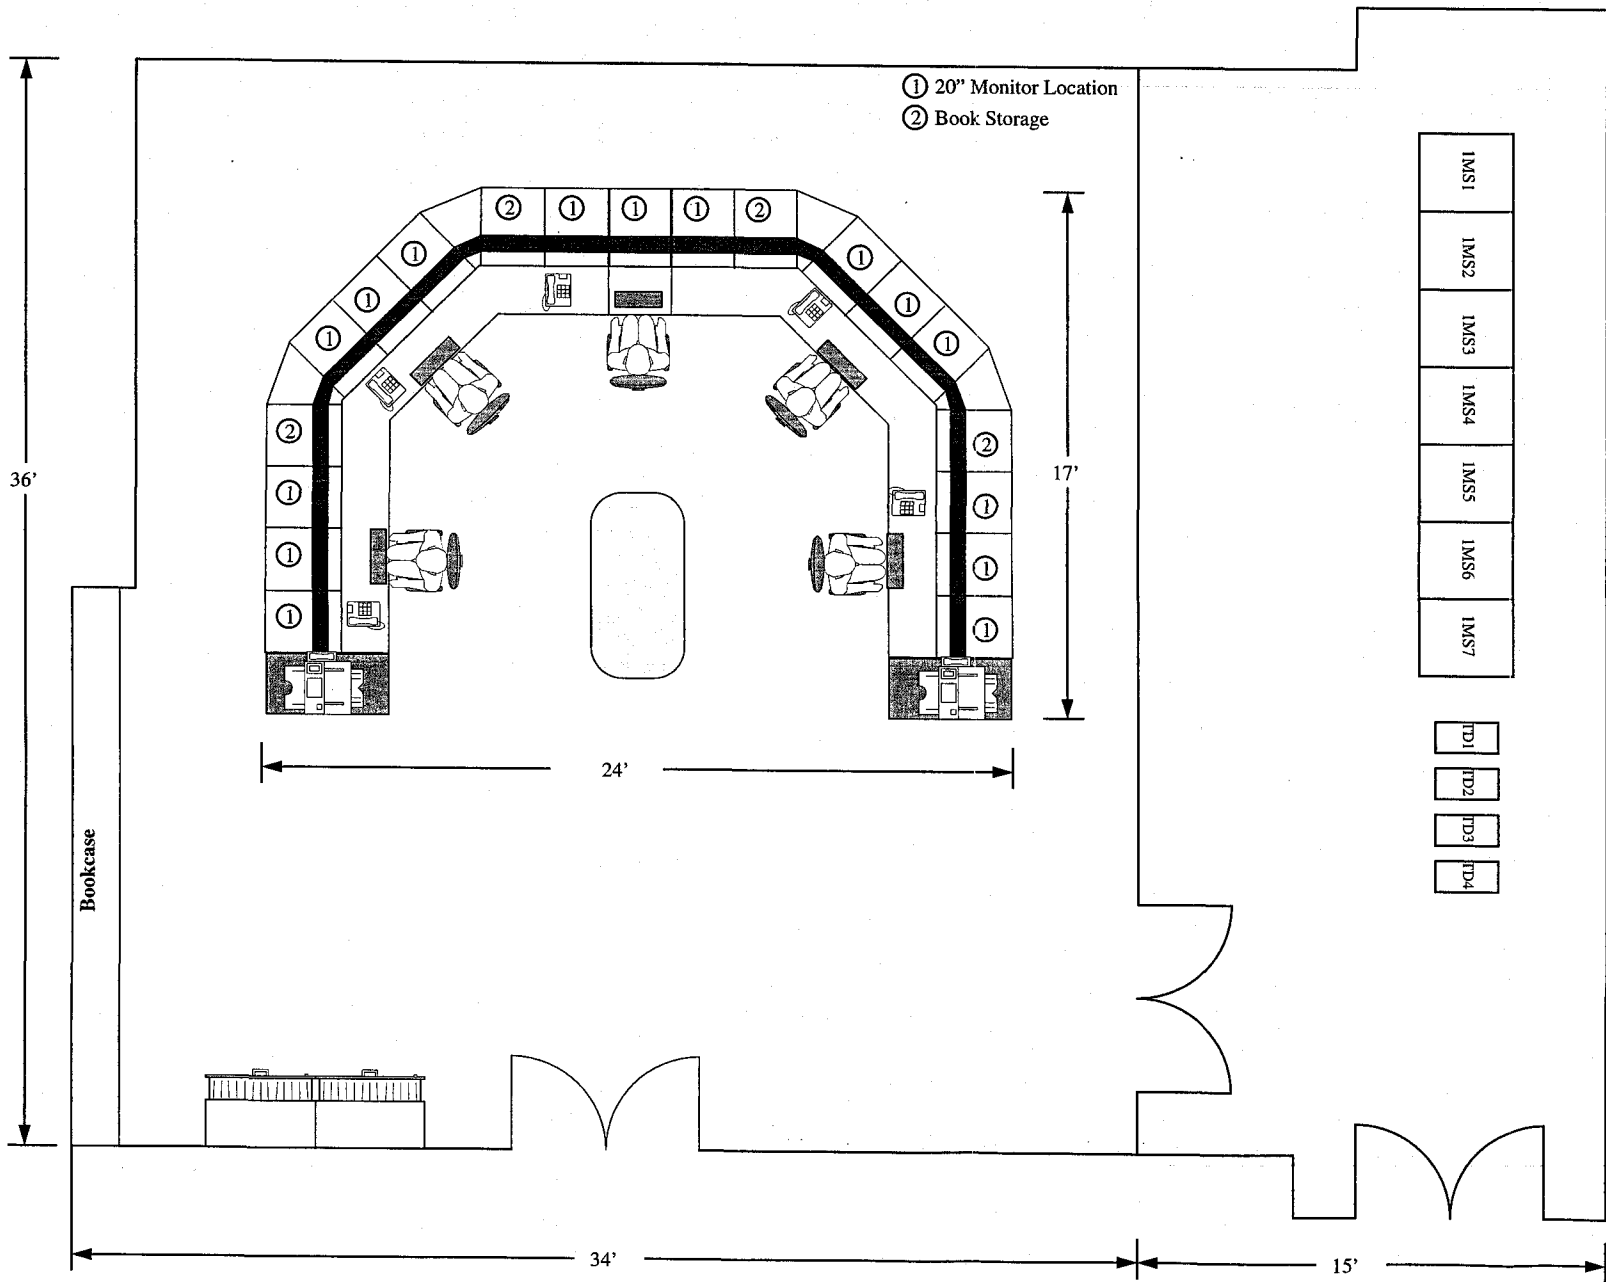 ① 20” Monitor Location
② Book Storage
② ① ① ① ②
① ① ①
① ① ①
② ① ① ①
② ① ① ①
36’
17’
24’
34’
15’
Bookcase
1MS1
1MS2
1MS3
1MS4
1MS5
1MS6
1MS7
TD1
TD2
TD3
TD4